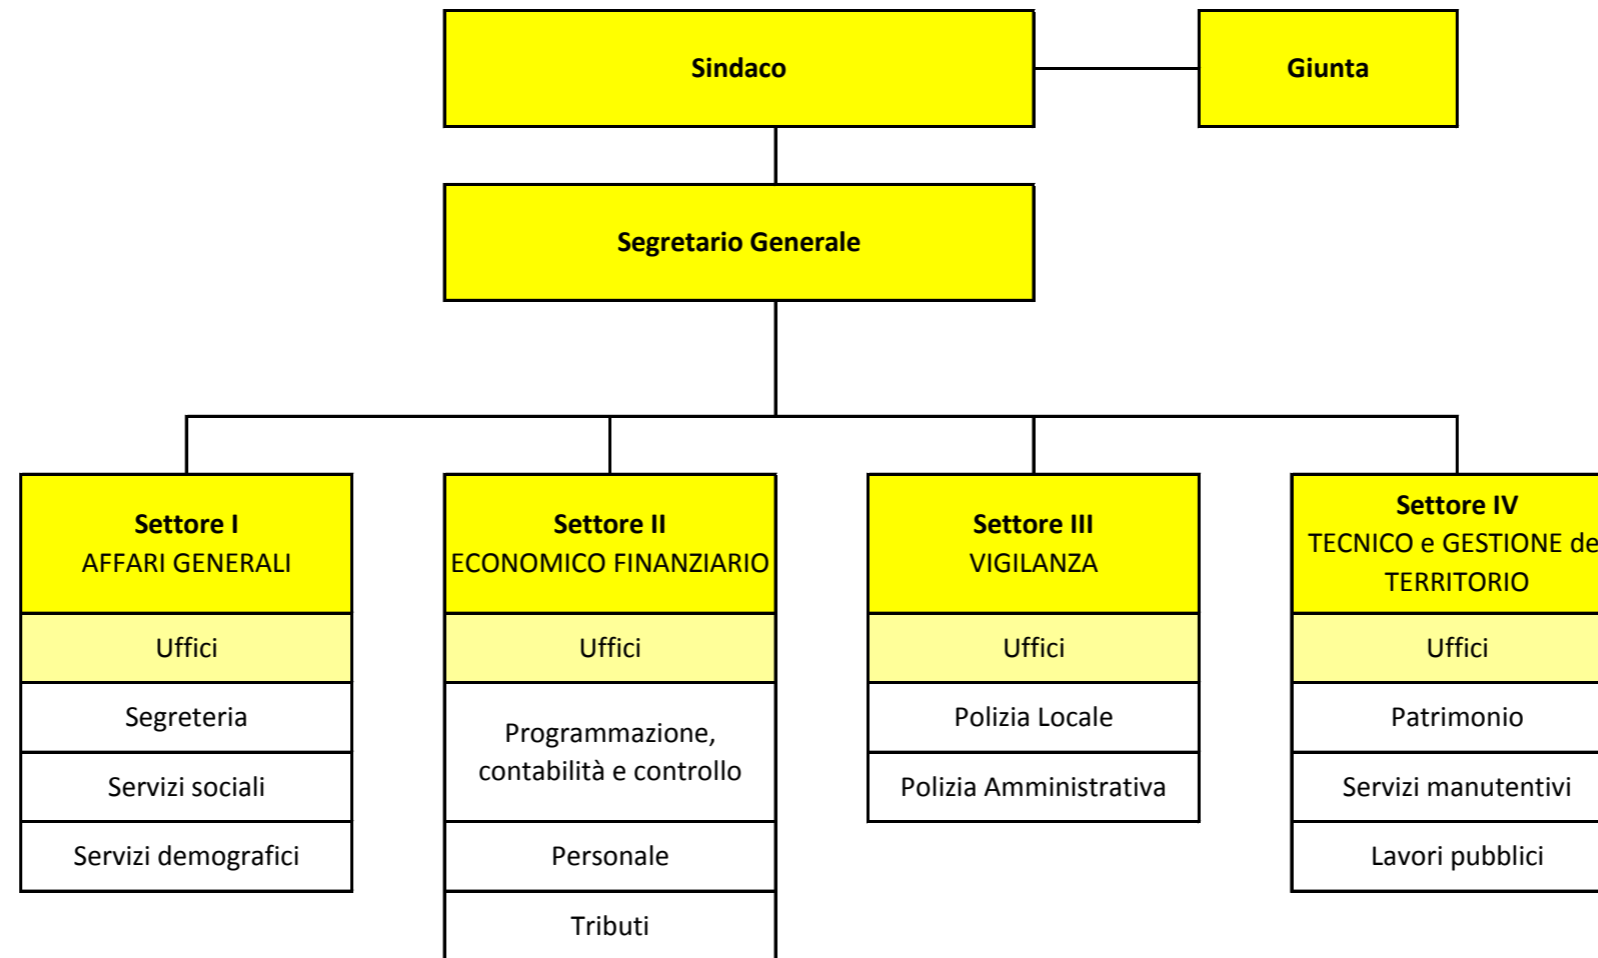 Sindaco
Giunta
Segretario Generale
Settore I
AFFARI GENERALI
Uffici
Segreteria
Servizi sociali
Servizi demografici
Settore II
ECONOMICO FINANZIARIO
Uffici
Programmazione,
contabilità e controllo
Personale
Tributi
Settore III
VIGILANZA
Uffici
Polizia Locale
Polizia Amministrativa
Settore IV
TECNICO e GESTIONE de
TERRITORIO
Uffici
Patrimonio
Servizi manutentivi
Lavori pubblici